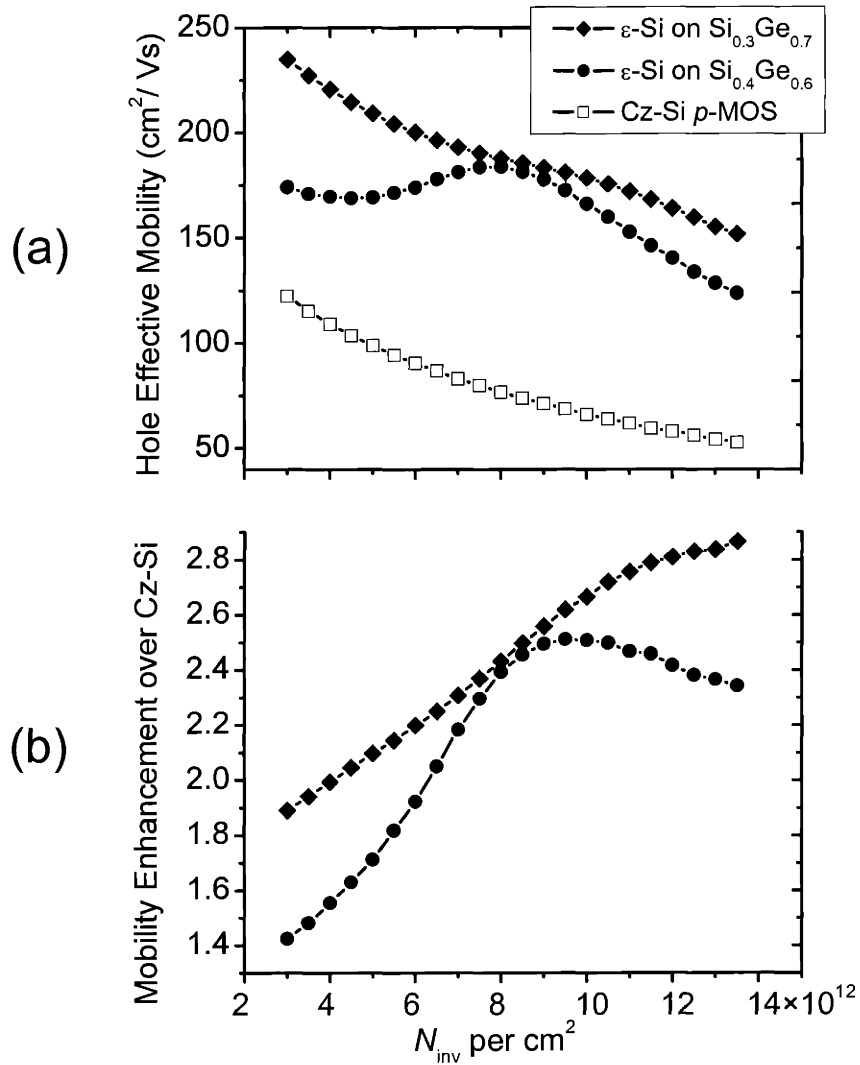 (a)
Hole Effective Mobility (cm²/ Vs)
250
200
150
100
50
ε-Si on Si₀.₃Ge₀.₇
ε-Si on Si₀.₄Ge₀.₆
Cz-Si p-MOS
(b)
Mobility Enhancement over Cz-Si
2.8
2.6
2.4
2.2
2.0
1.8
1.6
1.4
2 4 6 8 10 12 14×10¹²
Nᵢₙᵥ per cm²